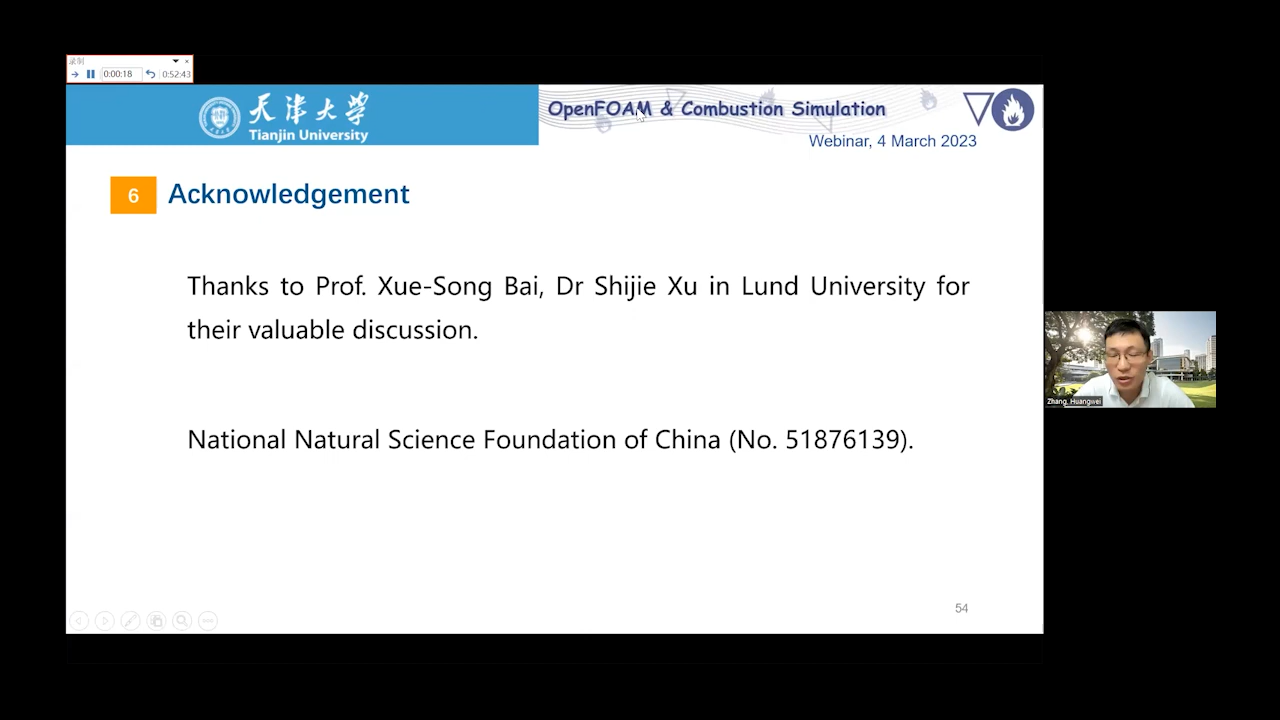 录制
0:00:18 0:52:43
天津大学
Tianjin University
OpenFOAM & Combustion Simulation
Webinar, 4 March 2023
6 Acknowledgement
Thanks to Prof. Xue-Song Bai, Dr Shijie Xu in Lund University for
their valuable discussion.
National Natural Science Foundation of China (No. 51876139).
Zhang, Huangwei
54